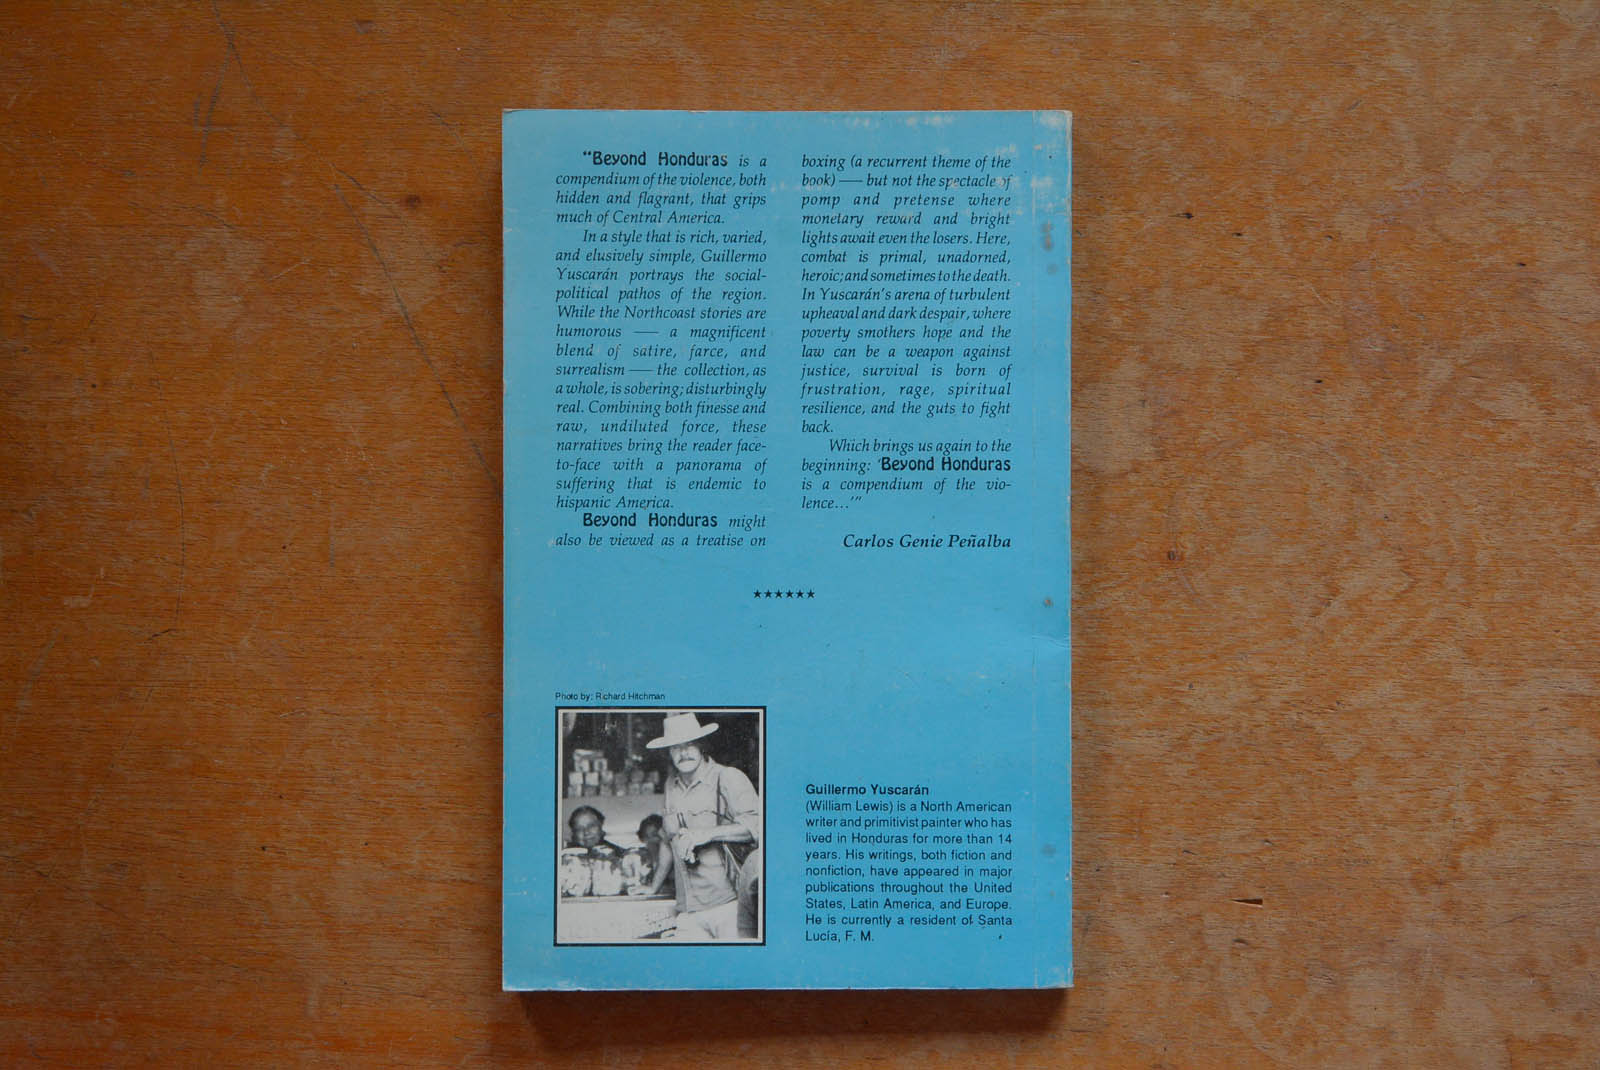 "Beyond Honduras is a
compendium of the violence, both
hidden and flagrant, that grips
much of Central America.
In a style that is rich, varied,
and elusively simple, Guillermo
Yuscarán portrays the social-
political pathos of the region.
While the Northcoast stories are
humorous — a magnificent
blend of satire, farce, and
surrealism — the collection, as
a whole, is sobering; disturbingly
real. Combining both finesse and
raw, undiluted force, these
narratives bring the reader face-
to-face with a panorama of
suffering that is endemic to
hispanic America.
Beyond Honduras might
also be viewed as a treatise on
boxing (a recurrent theme of the
book) — but not the spectacle of
pomp and pretense where
monetary reward and bright
lights await even the losers. Here,
combat is primal, unadorned,
heroic; and sometimes to the death.
In Yuscarán's arena of turbulent
upheaval and dark despair, where
poverty smothers hope and the
law can be a weapon against
justice, survival is born of
frustration, rage, spiritual
resilience, and the guts to fight
back.
Which brings us again to the
beginning: 'Beyond Honduras
is a compendium of the vio-
lence...'"
Carlos Genie Peñalba
★★★★★★
Photo by: Richard Hitchman
Guillermo Yuscarán
(William Lewis) is a North American
writer and primitivist painter who has
lived in Honduras for more than 14
years. His writings, both fiction and
nonfiction, have appeared in major
publications throughout the United
States, Latin America, and Europe.
He is currently a resident of Santa
Lucía, F. M.